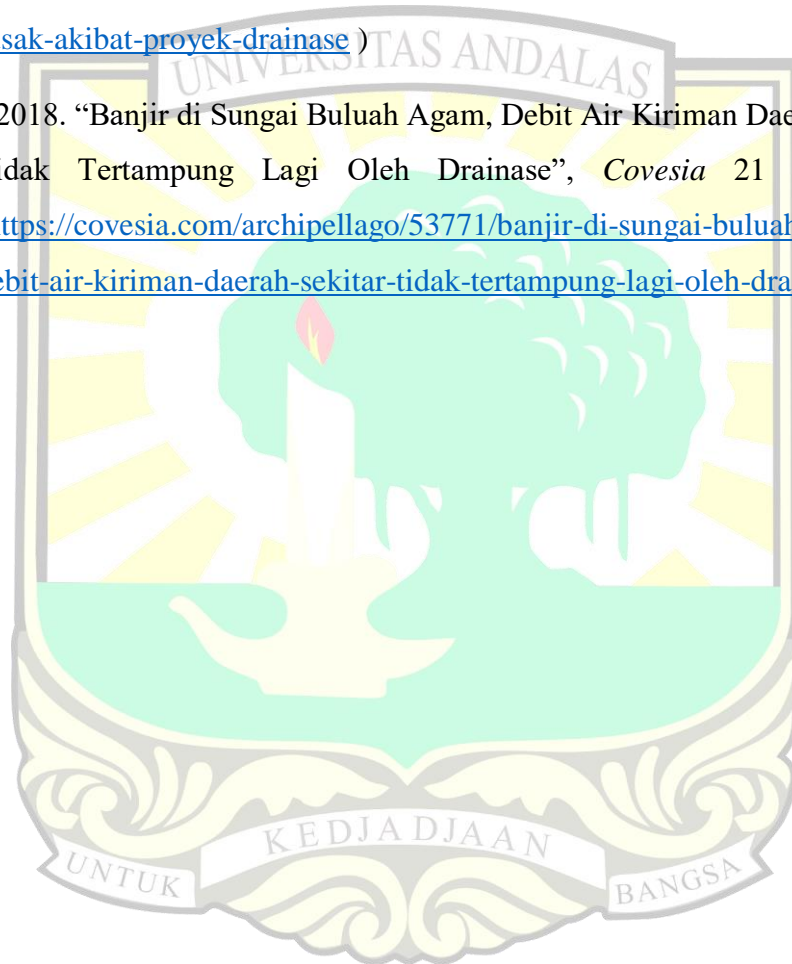 sak-akibat-proyek-drainase )
UNIVERSITAS ANDALAS
2018. “Banjir di Sungai Buluah Agam, Debit Air Kiriman Dae
idak Tertampung Lagi Oleh Drainase”, Covesia 21
ttps://covesia.com/archipellago/53771/banjir-di-sungai-buluah
ebit-air-kiriman-daerah-sekitar-tidak-tertampung-lagi-oleh-dra
KEDJADJAAN
UNTUK
BANGSA